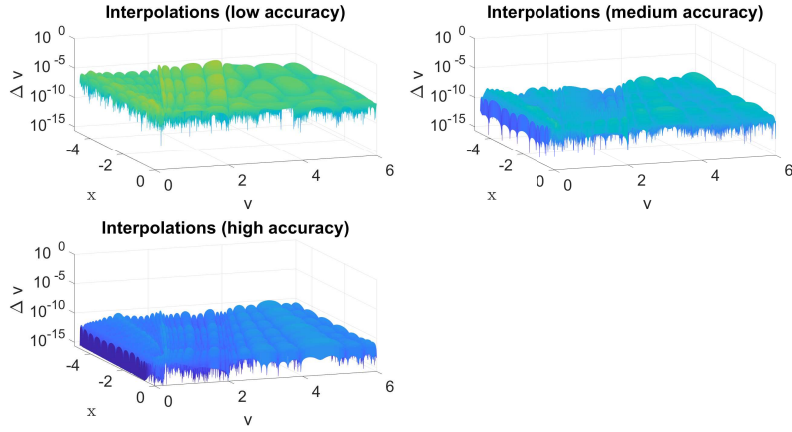 Interpolations (low accuracy)
10^0
10^-5
10^-10
10^-15
Δ v
-4
-2
0
x
0
2
4
6
v
Interpolations (medium accuracy)
10^0
10^-5
10^-10
10^-15
Δ v
-4
-2
0
x
0
2
4
6
v
Interpolations (high accuracy)
10^0
10^-5
10^-10
10^-15
Δ v
-4
-2
0
x
0
2
4
6
v